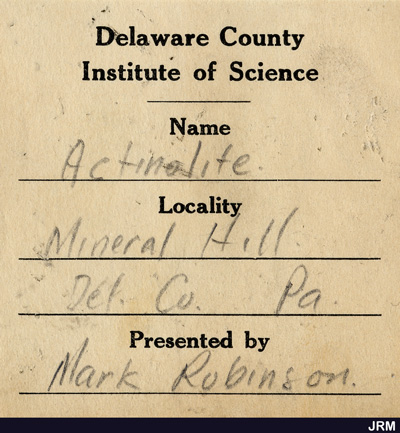 Delaware County
Institute of Science
Name
Actinolite.
Locality
Mineral Hill.
Del. Co. Pa.
Presented by
Mark Robinson.
JRM